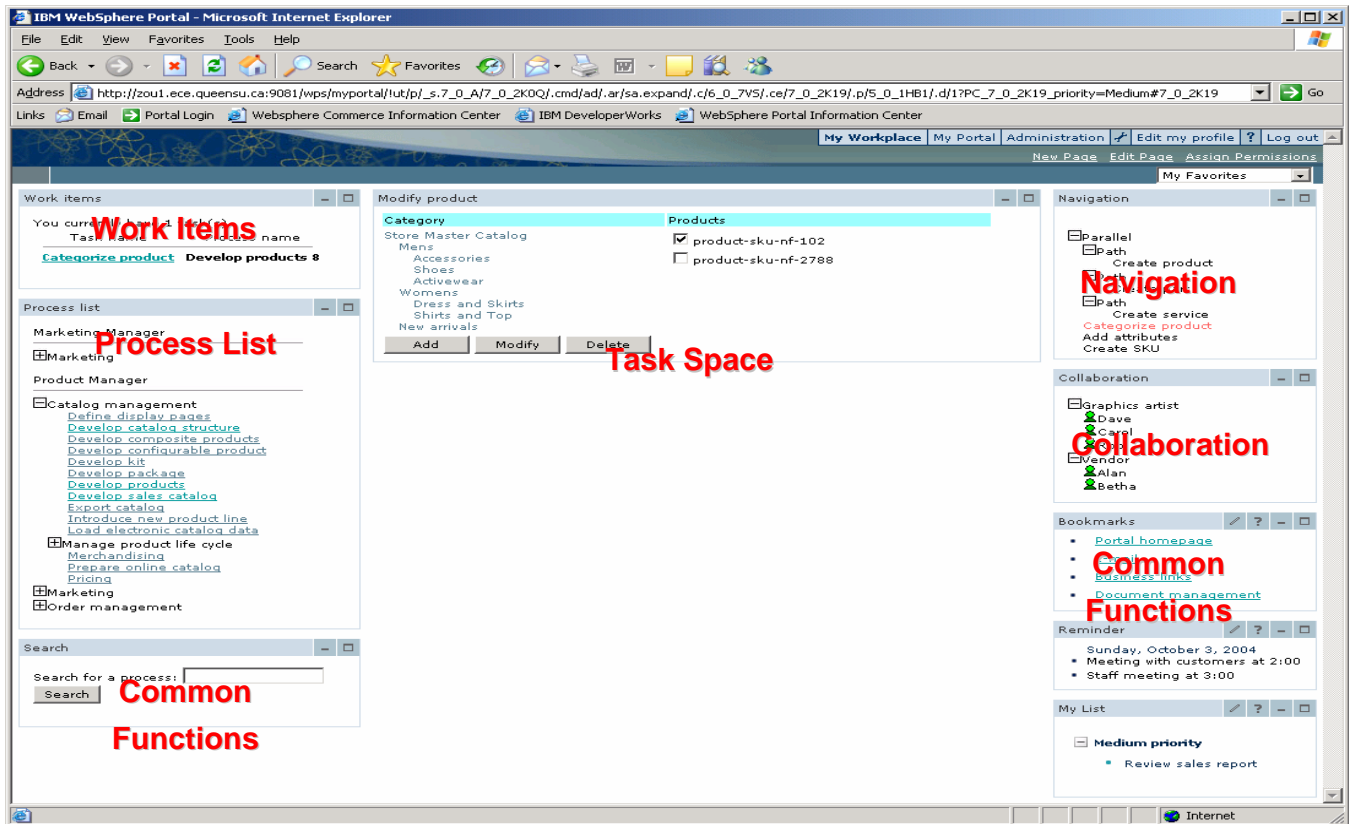 IBM WebSphere Portal - Microsoft Internet Explorer
File Edit View Favorites Tools Help
Back Search Favorites
Address http://zou1.ece.queensu.ca:9081/wps/myportal/!ut/p/_s.7_0_A/7_0_2K0Q/.cmd/ad/.ar/sa.expand/.c/6_0_7VS/.ce/7_0_2K19/.p/5_0_1HB1/.d/1?PC_7_0_2K19_priority=Medium#7_0_2K19 Go
Links Email Portal Login Websphere Commerce Information Center IBM DeveloperWorks WebSphere Portal Information Center
My Workplace My Portal Administration Edit my profile ? Log out
New Page Edit Page Assign Permissions
My Favorites
Work items
You currently have 1 task(s)
Work Items
Task name Process name
Categorize product Develop products 8
Process list
Marketing Manager
Process List
Marketing
Product Manager
Catalog management
Define display pages
Develop catalog structure
Develop composite products
Develop configurable product
Develop kit
Develop package
Develop products
Develop sales catalog
Export catalog
Introduce new product line
Load electronic catalog data
Manage product life cycle
Merchandising
Prepare online catalog
Pricing
Marketing
Order management
Search
Search for a process:
Search
Common
Functions
Modify product
Category Products
Store Master Catalog
Mens
Accessories
Shoes
Activewear
Womens
Dress and Skirts
Shirts and Top
New arrivals
product-sku-nf-102
product-sku-nf-2788
Add Modify Delete
Task Space
Navigation
Parallel
Path
Create product
Path
Navigation
Path
Create service
Categorize product
Add attributes
Create SKU
Collaboration
Graphics artist
Dave
Carol
Collaboration
Vendor
Alan
Betha
Bookmarks ?
Portal homepage
Common
Business links
Document management
Functions
Reminder ?
Sunday, October 3, 2004
Meeting with customers at 2:00
Staff meeting at 3:00
My List ?
Medium priority
Review sales report
Internet